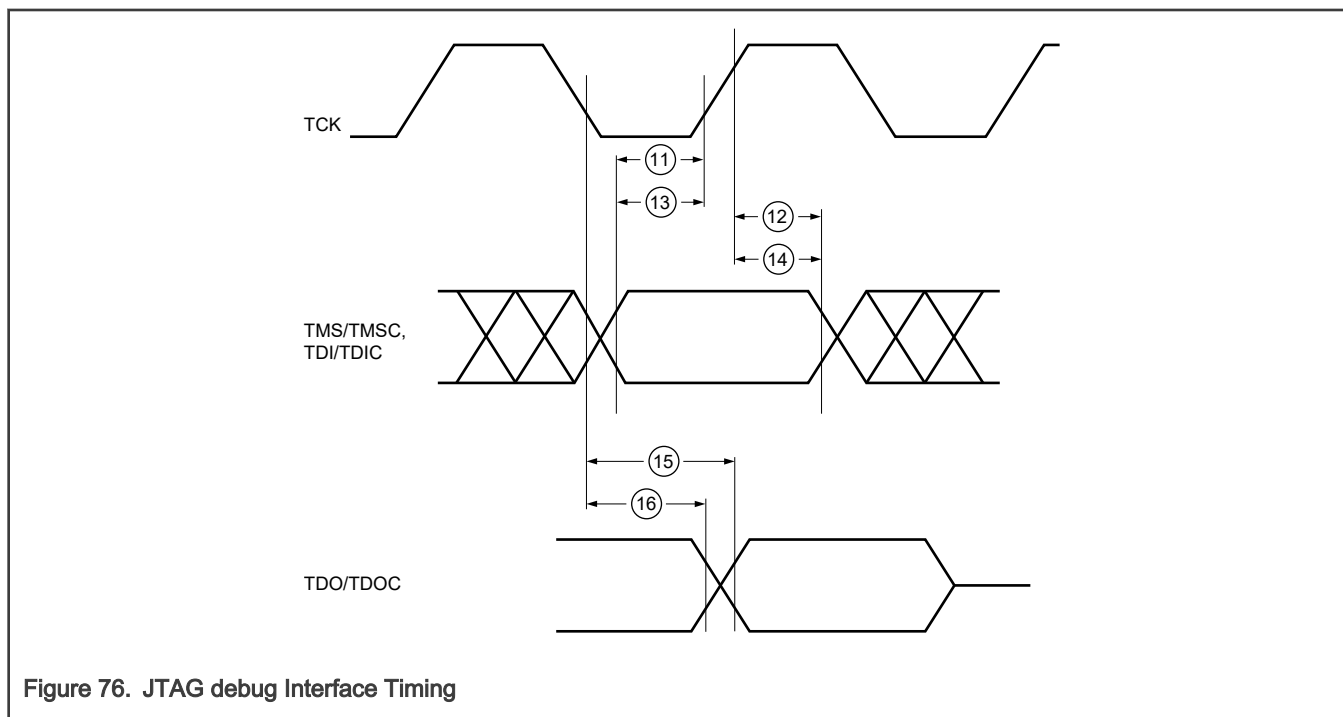 TCK
11
13
12
14
TMS/TMSC,
TDI/TDIC
15
16
TDO/TDOC
Figure 76. JTAG debug Interface Timing